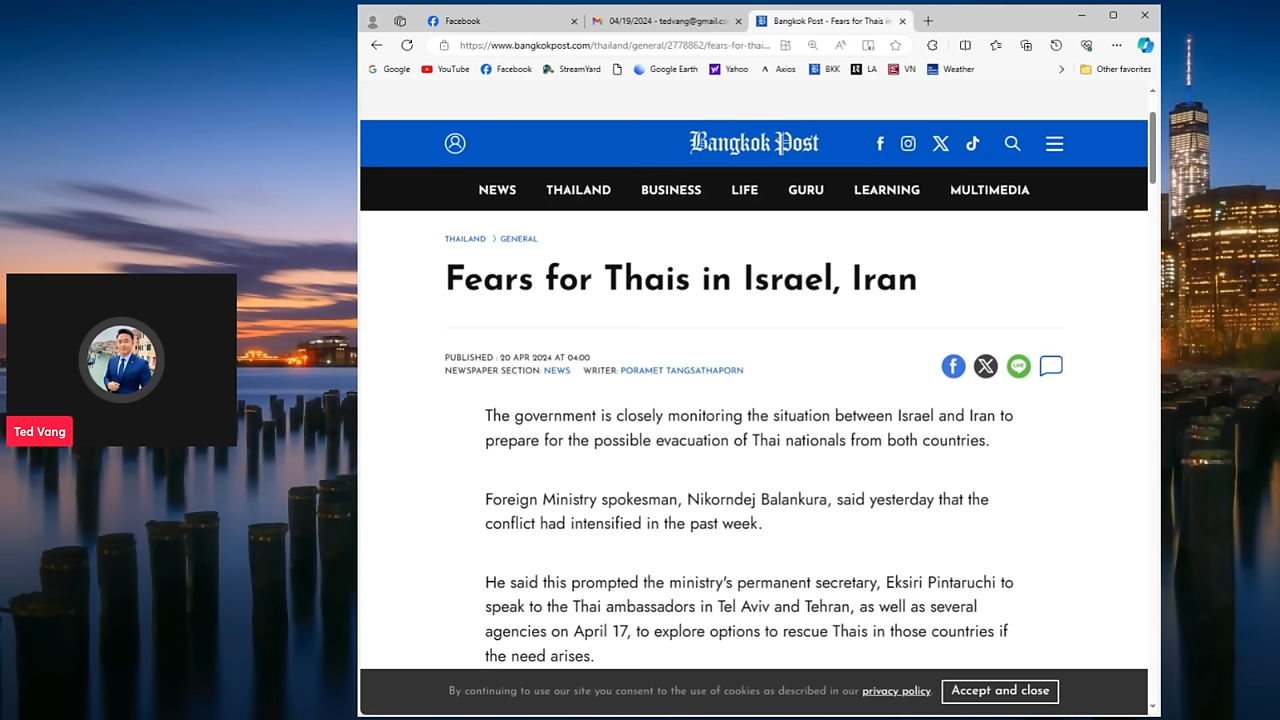 Facebook
04/19/2024 - tedvang@gmail.co
Bangkok Post - Fears for Thais in
https://www.bangkokpost.com/thailand/general/2778862/fears-for-thai...
Google YouTube Facebook StreamYard Google Earth Yahoo Axios BKK LA VN Weather Other favorites
Bangkok Post
NEWS THAILAND BUSINESS LIFE GURU LEARNING MULTIMEDIA
THAILAND GENERAL
Fears for Thais in Israel, Iran
PUBLISHED : 20 APR 2024 AT 04:00
NEWSPAPER SECTION: NEWS WRITER: PORAMET TANGSATHAPORN
The government is closely monitoring the situation between Israel and Iran to
prepare for the possible evacuation of Thai nationals from both countries.
Foreign Ministry spokesman, Nikorndej Balankura, said yesterday that the
conflict had intensified in the past week.
He said this prompted the ministry's permanent secretary, Eksiri Pintaruchi to
speak to the Thai ambassadors in Tel Aviv and Tehran, as well as several
agencies on April 17, to explore options to rescue Thais in those countries if
the need arises.
By continuing to use our site you consent to the use of cookies as described in our privacy policy. Accept and close
Ted Vang